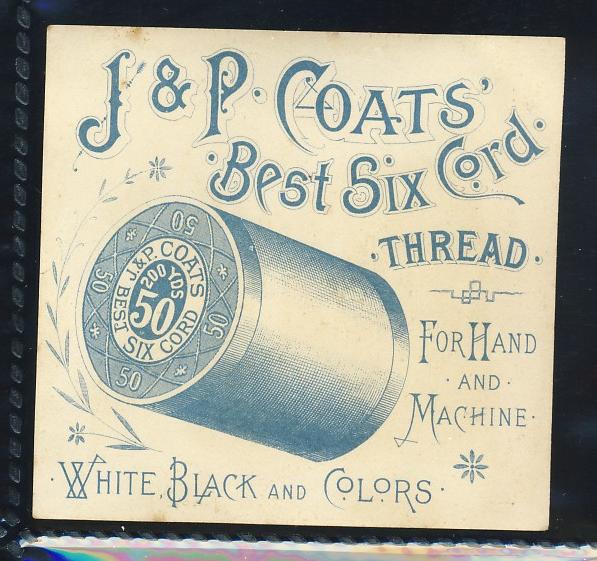 J & P. COATS'
Best Six Cord.
THREAD.
FOR HAND
AND
MACHINE.
J. & P. COATS
200 YDS
50
BEST SIX CORD
50
50
50
50
WHITE, BLACK AND COLORS.